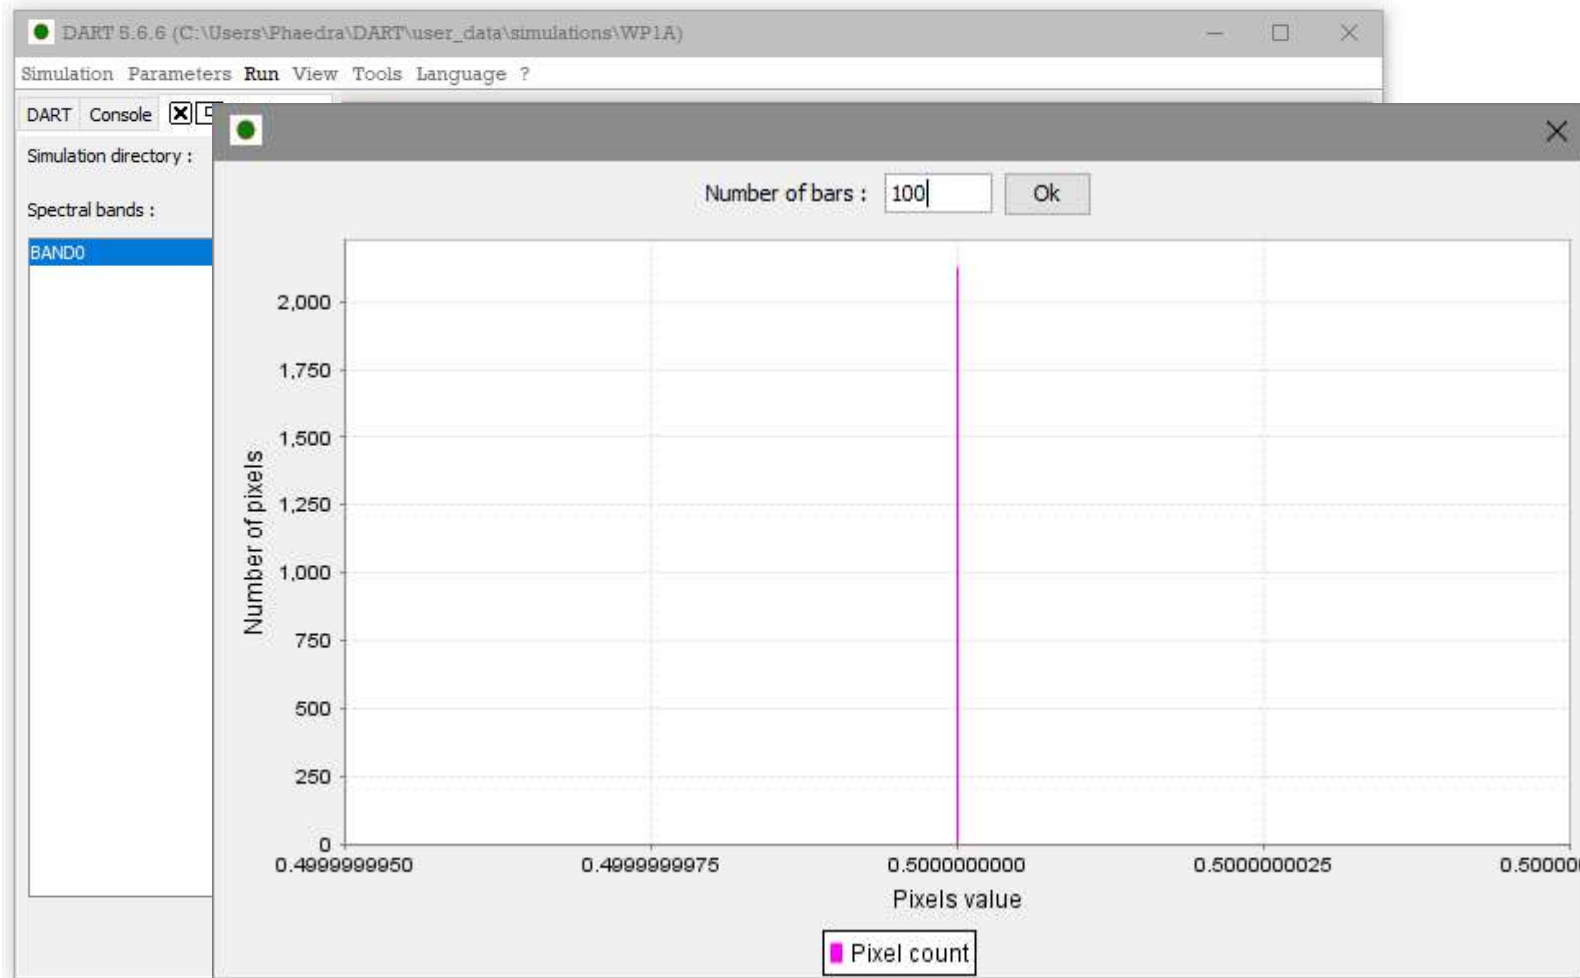 DART 5.6.6 (C:\Users\Phaedra\DART\user_data\simulations\WP1A)
Simulation Parameters Run View Tools Language ?
DART Console
Simulation directory :
Number of bars : 100 Ok
Spectral bands :
BAND0
2,000
1,750
1,500
1,250
1,000
750
500
250
0
Number of pixels
0.4999999950 0.4999999975 0.5000000000 0.5000000025 0.500000
Pixels value
Pixel count